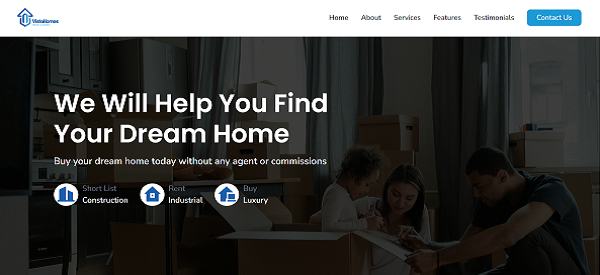 VistaHomes
Home
About
Services
Features
Testimonials
Contact Us
We Will Help You Find
Your Dream Home
Buy your dream home today without any agent or commissions
Short List
Construction
Rent
Industrial
Buy
Luxury